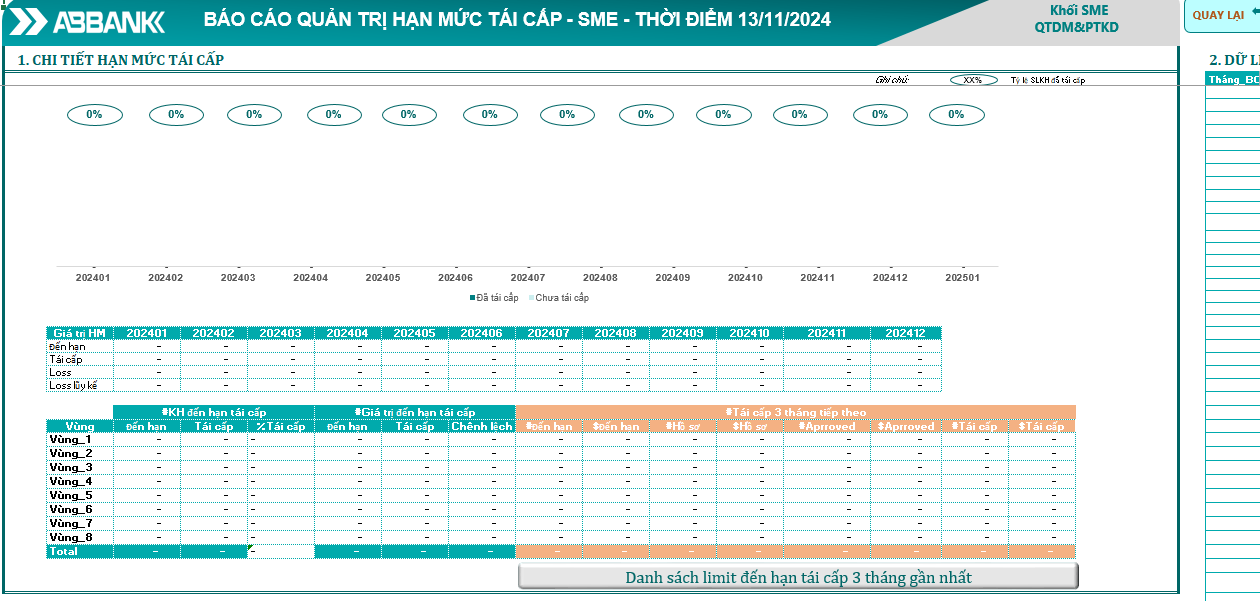 ABBANK BÁO CÁO QUẢN TRỊ HẠN MỨC TÁI CẤP - SME - THỜI ĐIỂM 13/11/2024 Khối SME QUAY LẠI
QTDM&PTKD
1. CHI TIẾT HẠN MỨC TÁI CẤP 2. DỮ LI
Ghi chú: XX% Tỷ lệ SLKH đã tái cấp Tháng_BC
0% 0% 0% 0% 0% 0% 0% 0% 0% 0% 0% 0%
- - - - - - - - - - - - -
202401 202402 202403 202404 202405 202406 202407 202408 202409 202410 202411 202412 202501
Đã tái cấp Chưa tái cấp
Giá trị HM 202401 202402 202403 202404 202405 202406 202407 202408 202409 202410 202411 202412
Đến hạn - - - - - - - - - - - -
Tái cấp - - - - - - - - - - - -
Loss - - - - - - - - - - - -
Loss lũy kế - - - - - - - - - - - -
#KH đến hạn tái cấp #Giá trị đến hạn tái cấp #Tái cấp 3 tháng tiếp theo
Vùng Đến hạn Tái cấp %Tái cấp Đến hạn Tái cấp Chênh lệch #Đến hạn $Đến hạn #Hồ sơ $Hồ sơ #Aprroved $Aprroved #Tái cấp $Tái cấp
Vùng_1 - - - - - - - - - - - - - -
Vùng_2 - - - - - - - - - - - - - -
Vùng_3 - - - - - - - - - - - - - -
Vùng_4 - - - - - - - - - - - - - -
Vùng_5 - - - - - - - - - - - - - -
Vùng_6 - - - - - - - - - - - - - -
Vùng_7 - - - - - - - - - - - - - -
Vùng_8 - - - - - - - - - - - - - -
Total - - - - - - - - - - - - - -
Danh sách limit đến hạn tái cấp 3 tháng gần nhất